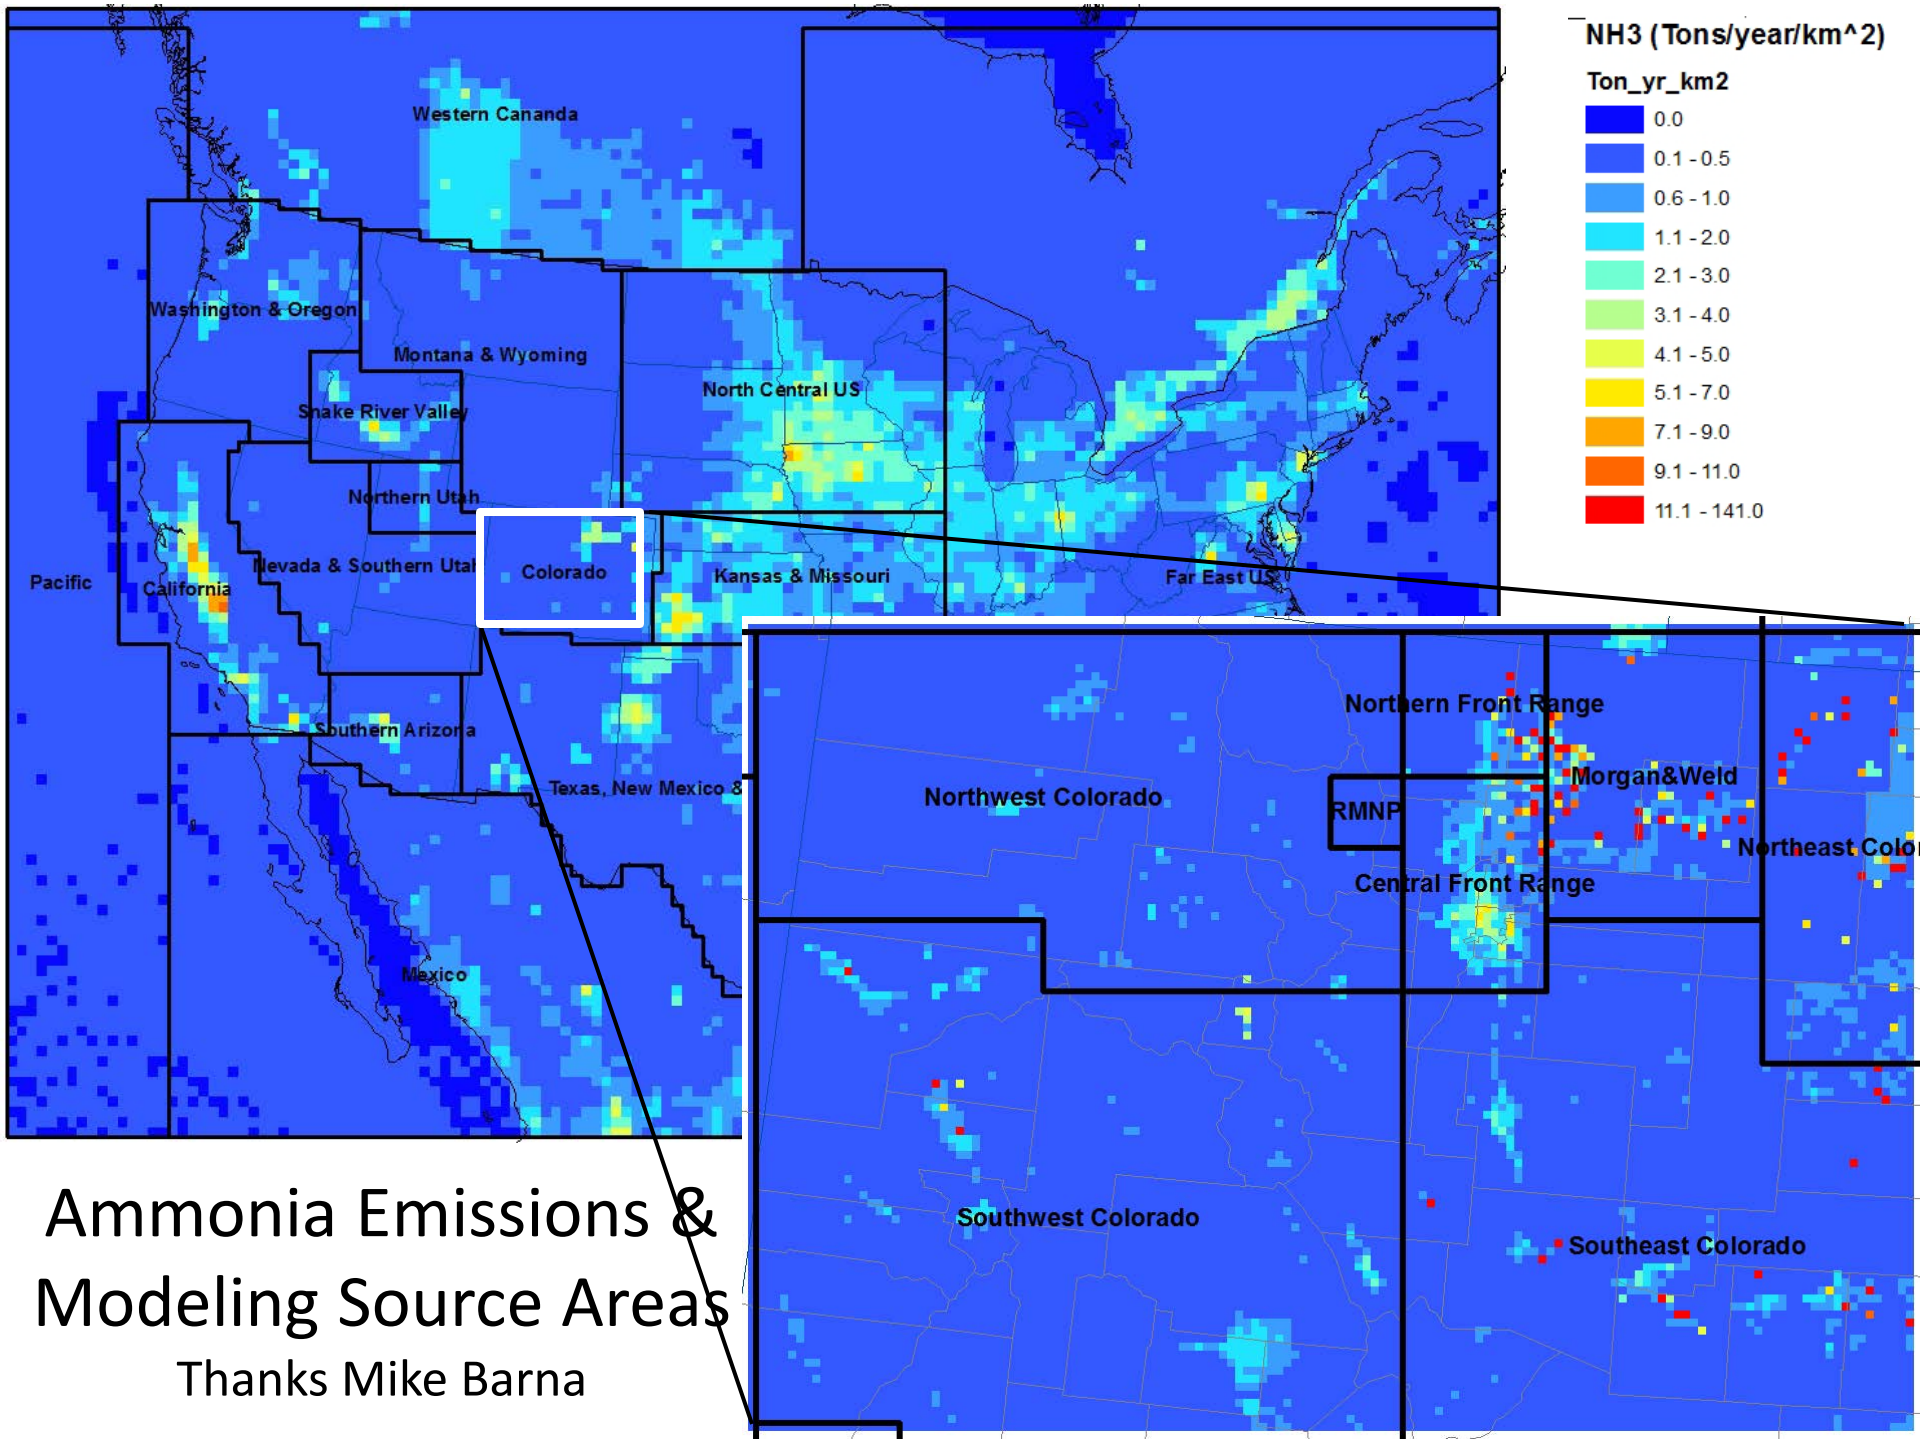 NH3 (Tons/year/km^2)
Ton_yr_km2
0.0
0.1 - 0.5
0.6 - 1.0
1.1 - 2.0
2.1 - 3.0
3.1 - 4.0
4.1 - 5.0
5.1 - 7.0
7.1 - 9.0
9.1 - 11.0
11.1 - 141.0
Western Cananda
Washington & Oregon
Montana & Wyoming
North Central US
Snake River Valley
Northern Utah
Nevada & Southern Utah
Colorado
Kansas & Missouri
Far East US
Pacific
California
Southern Arizona
Texas, New Mexico &
Mexico
Northern Front Range
Morgan&Weld
Northwest Colorado
RMNP
Northeast Color
Central Front Range
Southwest Colorado
Southeast Colorado
Ammonia Emissions &
Modeling Source Areas
Thanks Mike Barna